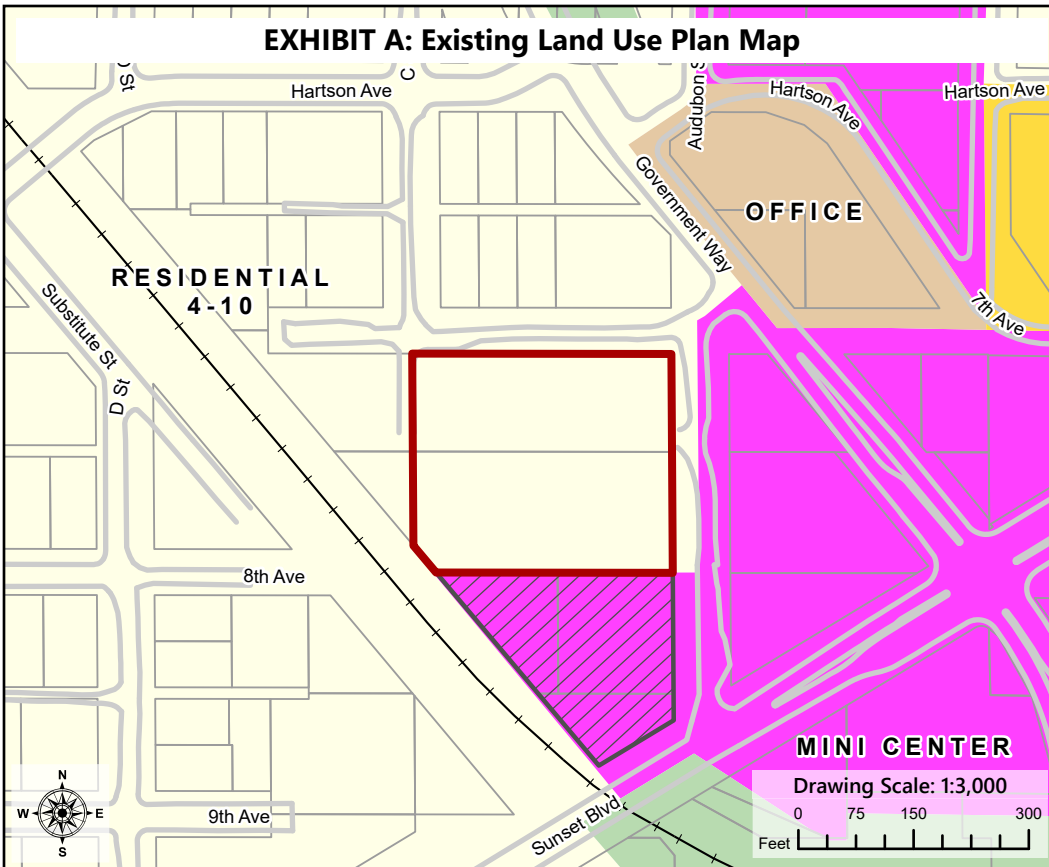 EXHIBIT A: Existing Land Use Plan Map
St
C
Hartson Ave
Audubon S
Hartson Ave
Hartson Ave
Government Way
OFFICE
RESIDENTIAL
4-10
7th Ave
Substitute St
D St
8th Ave
MINI CENTER
Drawing Scale: 1:3,000
0 75 150 300
Feet
N
W E
S
9th Ave
Sunset Blvd